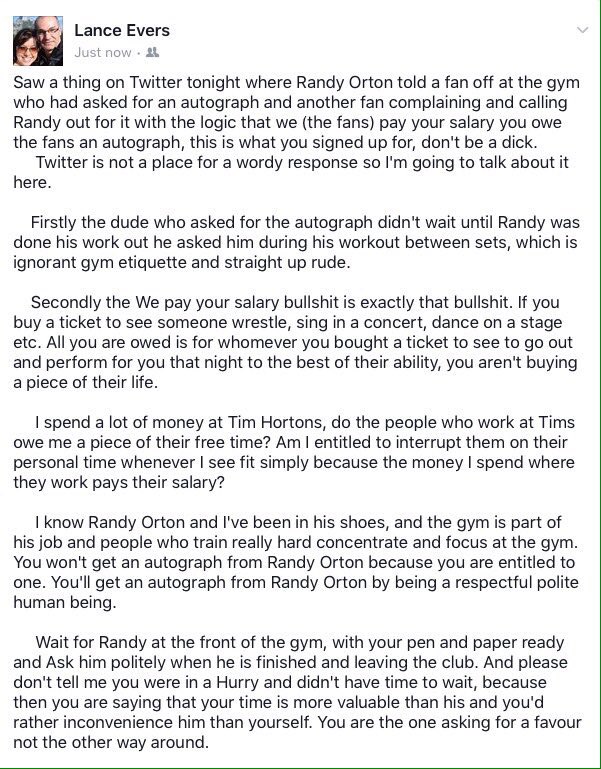 Lance Evers
Just now ·
Saw a thing on Twitter tonight where Randy Orton told a fan off at the gym
who had asked for an autograph and another fan complaining and calling
Randy out for it with the logic that we (the fans) pay your salary you owe
the fans an autograph, this is what you signed up for, don't be a dick.
Twitter is not a place for a wordy response so I'm going to talk about it
here.
Firstly the dude who asked for the autograph didn't wait until Randy was
done his work out he asked him during his workout between sets, which is
ignorant gym etiquette and straight up rude.
Secondly the We pay your salary bullshit is exactly that bullshit. If you
buy a ticket to see someone wrestle, sing in a concert, dance on a stage
etc. All you are owed is for whomever you bought a ticket to see to go out
and perform for you that night to the best of their ability, you aren't buying
a piece of their life.
I spend a lot of money at Tim Hortons, do the people who work at Tims
owe me a piece of their free time? Am I entitled to interrupt them on their
personal time whenever I see fit simply because the money I spend where
they work pays their salary?
I know Randy Orton and I've been in his shoes, and the gym is part of
his job and people who train really hard concentrate and focus at the gym.
You won't get an autograph from Randy Orton because you are entitled to
one. You'll get an autograph from Randy Orton by being a respectful polite
human being.
Wait for Randy at the front of the gym, with your pen and paper ready
and Ask him politely when he is finished and leaving the club. And please
don't tell me you were in a Hurry and didn't have time to wait, because
then you are saying that your time is more valuable than his and you'd
rather inconvenience him than yourself. You are the one asking for a favour
not the other way around.